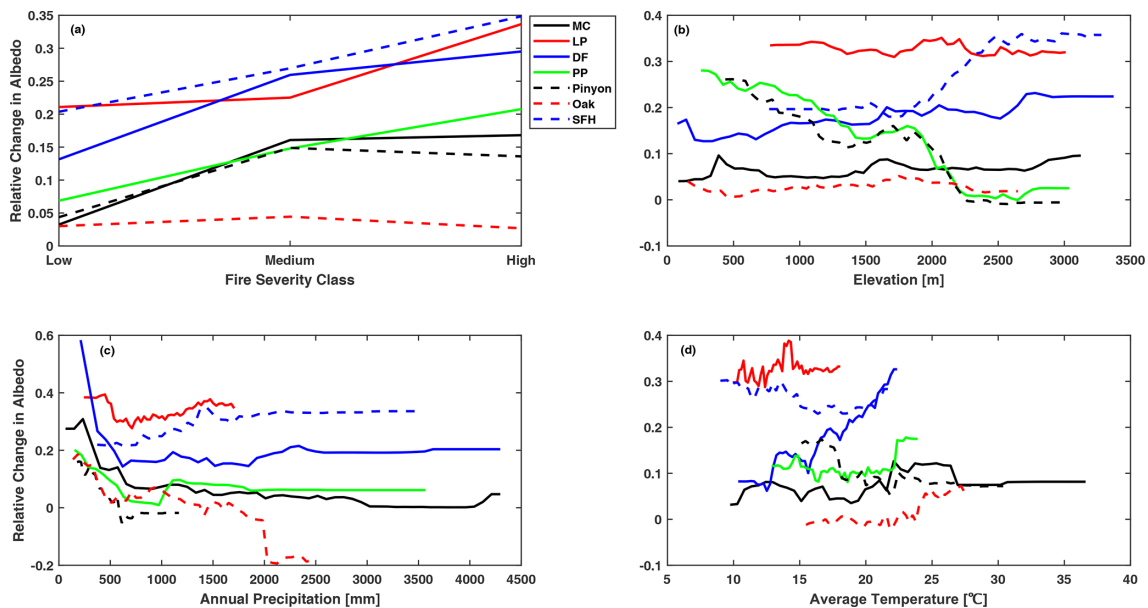 (a)
0.35
0.3
0.25
0.2
0.15
0.1
0.05
0
Relative Change in Albedo
Low
Medium
High
Fire Severity Class
MC
LP
DF
PP
Pinyon
Oak
SFH
(b)
0.4
0.3
0.2
0.1
0
-0.1
0
500
1000
1500
2000
2500
3000
3500
Elevation [m]
(c)
0.6
0.4
0.2
0
-0.2
Relative Change in Albedo
0
500
1000
1500
2000
2500
3000
3500
4000
4500
Annual Precipitation [mm]
(d)
0.4
0.3
0.2
0.1
0
-0.1
5
10
15
20
25
30
35
40
Average Temperature [℃]